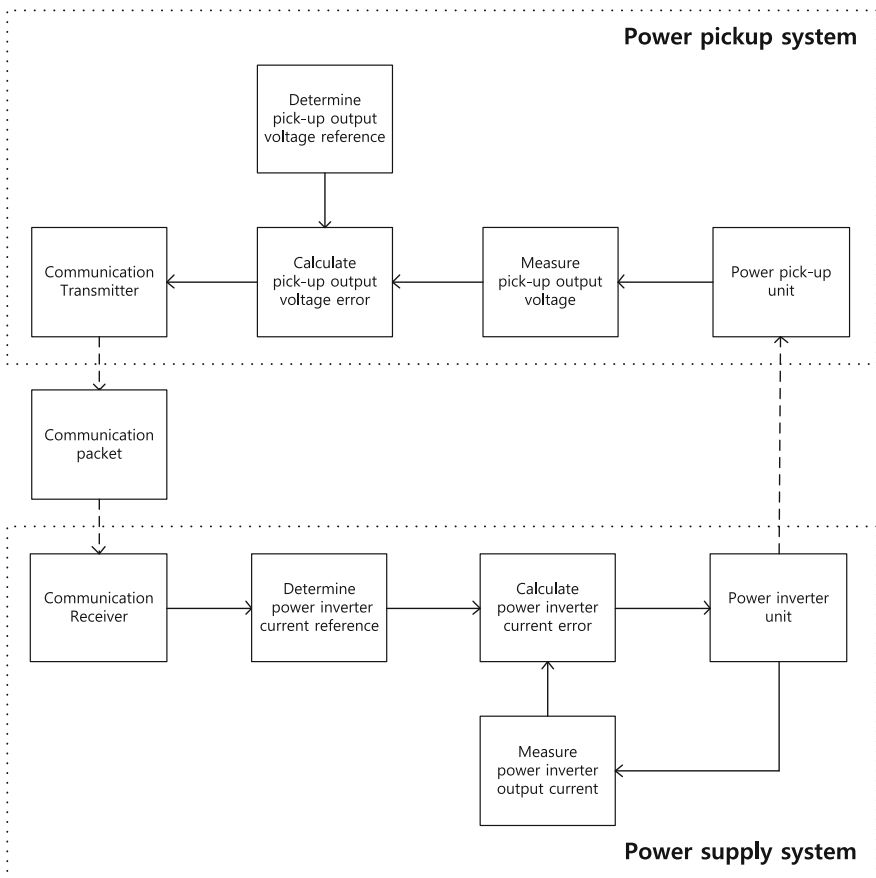 Power pickup system
Determine
pick-up output
voltage reference
Communication
Transmitter
Calculate
pick-up output
voltage error
Measure
pick-up output
voltage
Power pick-up
unit
Communication
packet
Communication
Receiver
Determine
power inverter
current reference
Calculate
power inverter
current error
Power inverter
unit
Measure
power inverter
output current
Power supply system